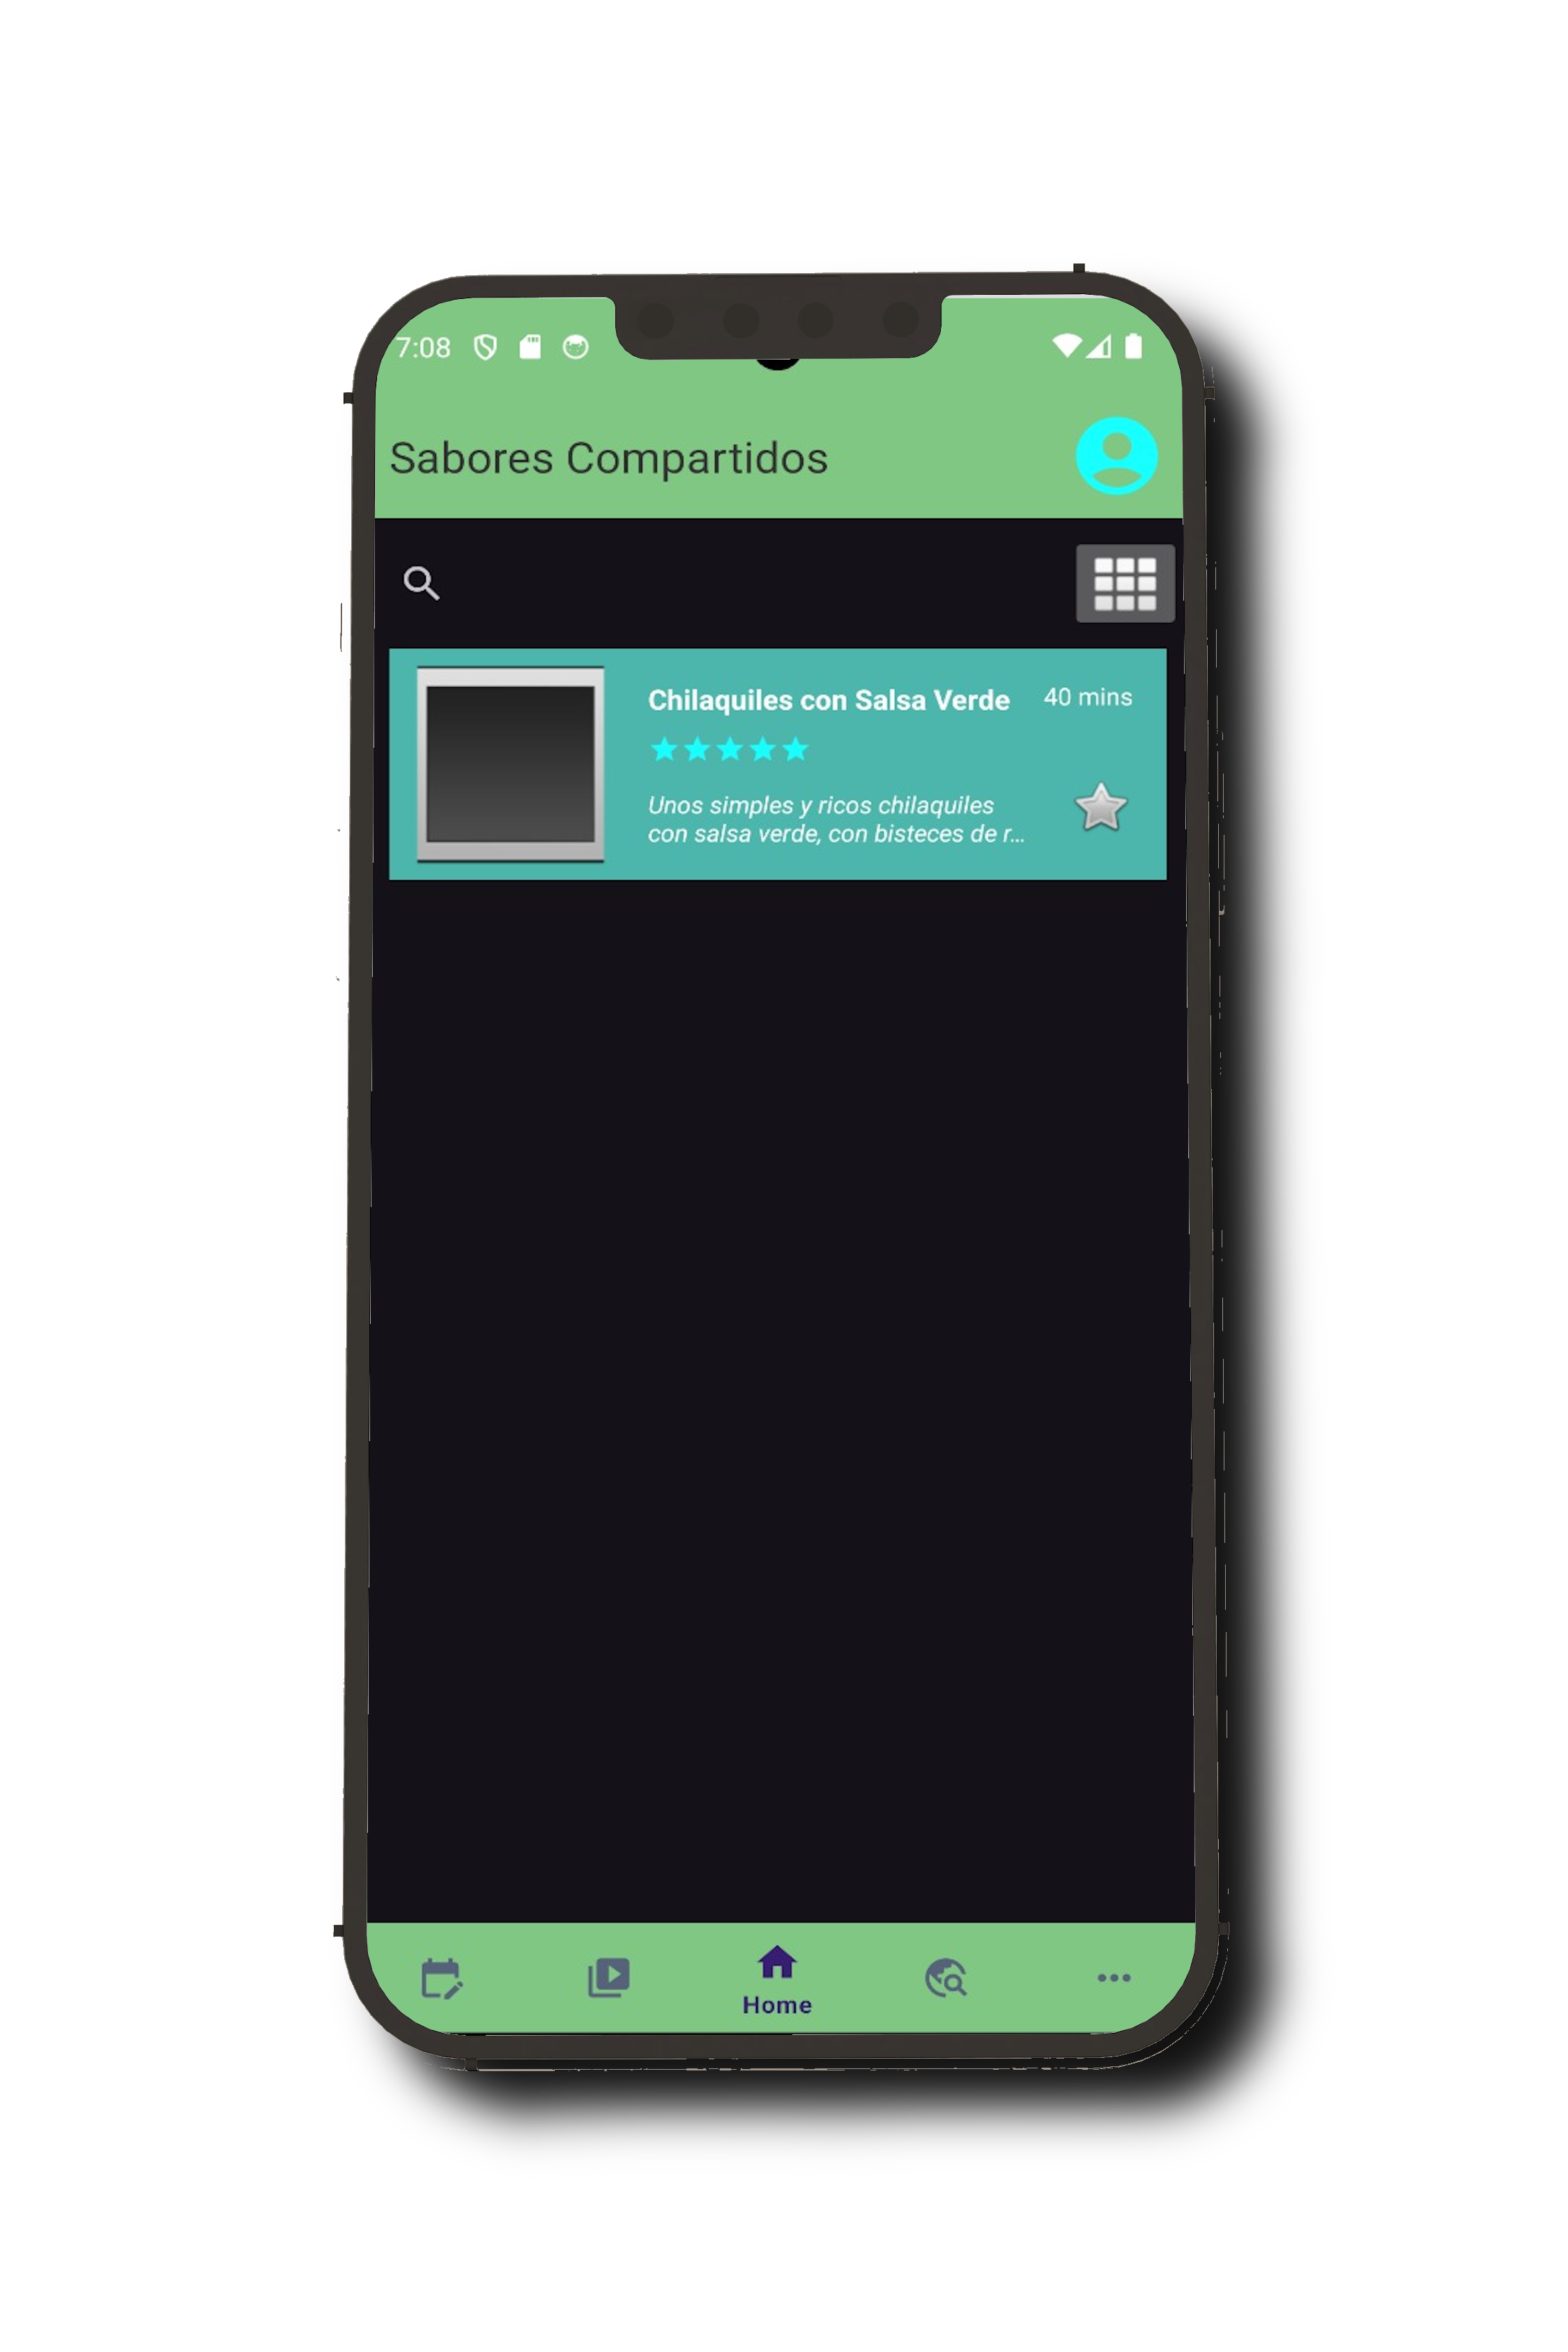 7:08
Sabores Compartidos
Chilaquiles con Salsa Verde
40 mins
Unos simples y ricos chilaquiles
con salsa verde, con bisteces de r...
Home